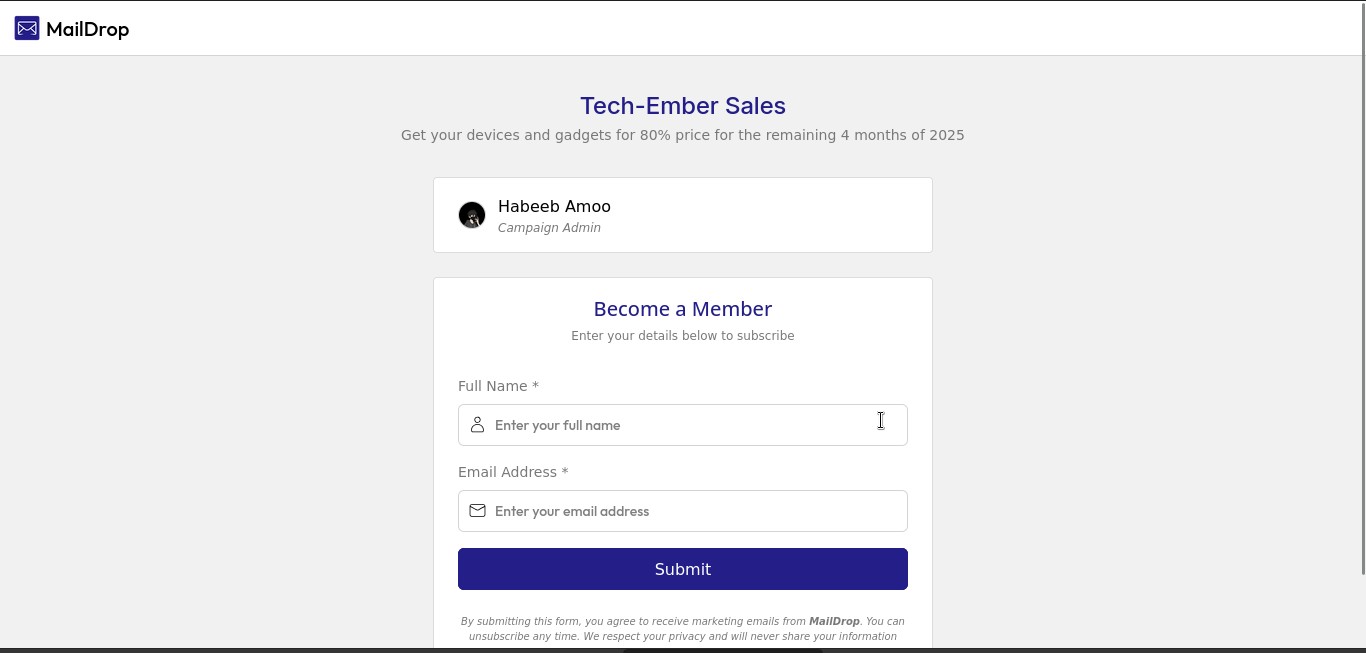 MailDrop
Tech-Ember Sales
Get your devices and gadgets for 80% price for the remaining 4 months of 2025
Habeeb Amoo
Campaign Admin
Become a Member
Enter your details below to subscribe
Full Name *
Enter your full name
Email Address *
Enter your email address
Submit
By submitting this form, you agree to receive marketing emails from MailDrop. You can
unsubscribe any time. We respect your privacy and will never share your information